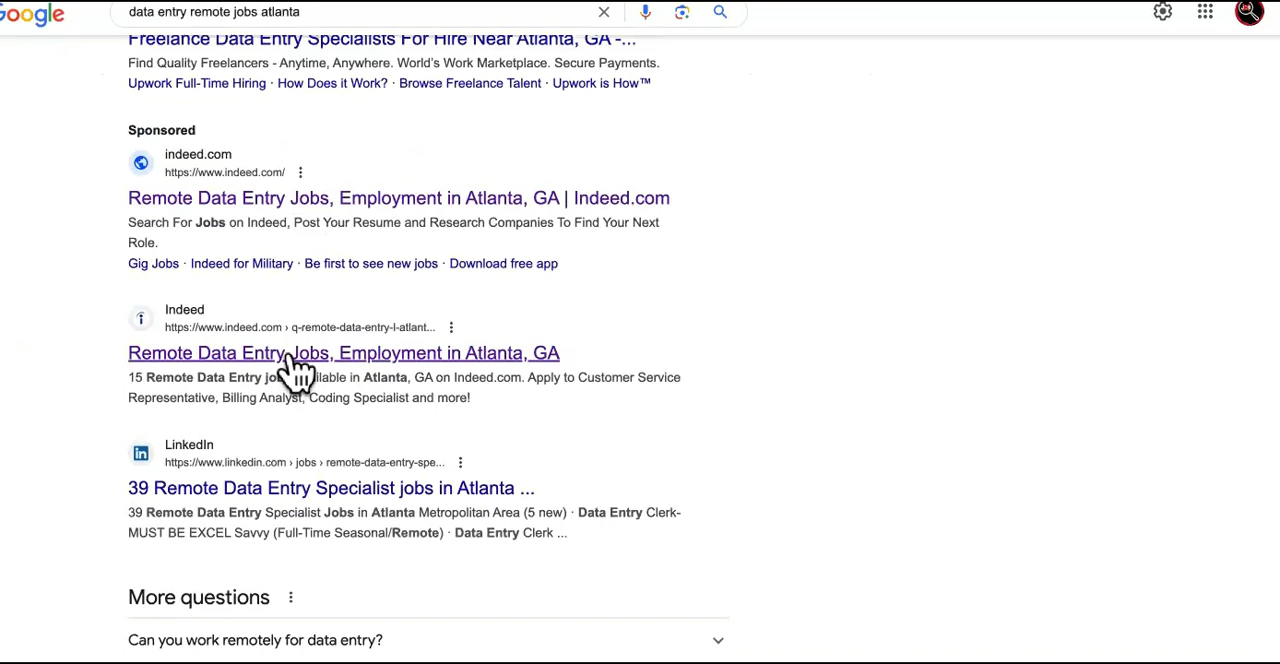 Google
data entry remote jobs atlanta
Freelance Data Entry Specialists For Hire Near Atlanta, GA -...
Find Quality Freelancers - Anytime, Anywhere. World's Work Marketplace. Secure Payments.
Upwork Full-Time Hiring · How Does it Work? · Browse Freelance Talent · Upwork is How™
Sponsored
indeed.com
https://www.indeed.com/
Remote Data Entry Jobs, Employment in Atlanta, GA | Indeed.com
Search For Jobs on Indeed, Post Your Resume and Research Companies To Find Your Next
Role.
Gig Jobs · Indeed for Military · Be first to see new jobs · Download free app
Indeed
https://www.indeed.com › q-remote-data-entry-l-atlant...
Remote Data Entry Jobs, Employment in Atlanta, GA
15 Remote Data Entry in Atlanta, GA on Indeed.com. Apply to Customer Service
Representative, Billing Analyst, Coding Specialist and more!
LinkedIn
https://www.linkedin.com › jobs › remote-data-entry-spe...
39 Remote Data Entry Specialist jobs in Atlanta ...
39 Remote Data Entry Specialist Jobs in Atlanta Metropolitan Area (5 new) · Data Entry Clerk-
MUST BE EXCEL Savvy (Full-Time Seasonal/Remote) · Data Entry Clerk ...
More questions
Can you work remotely for data entry?